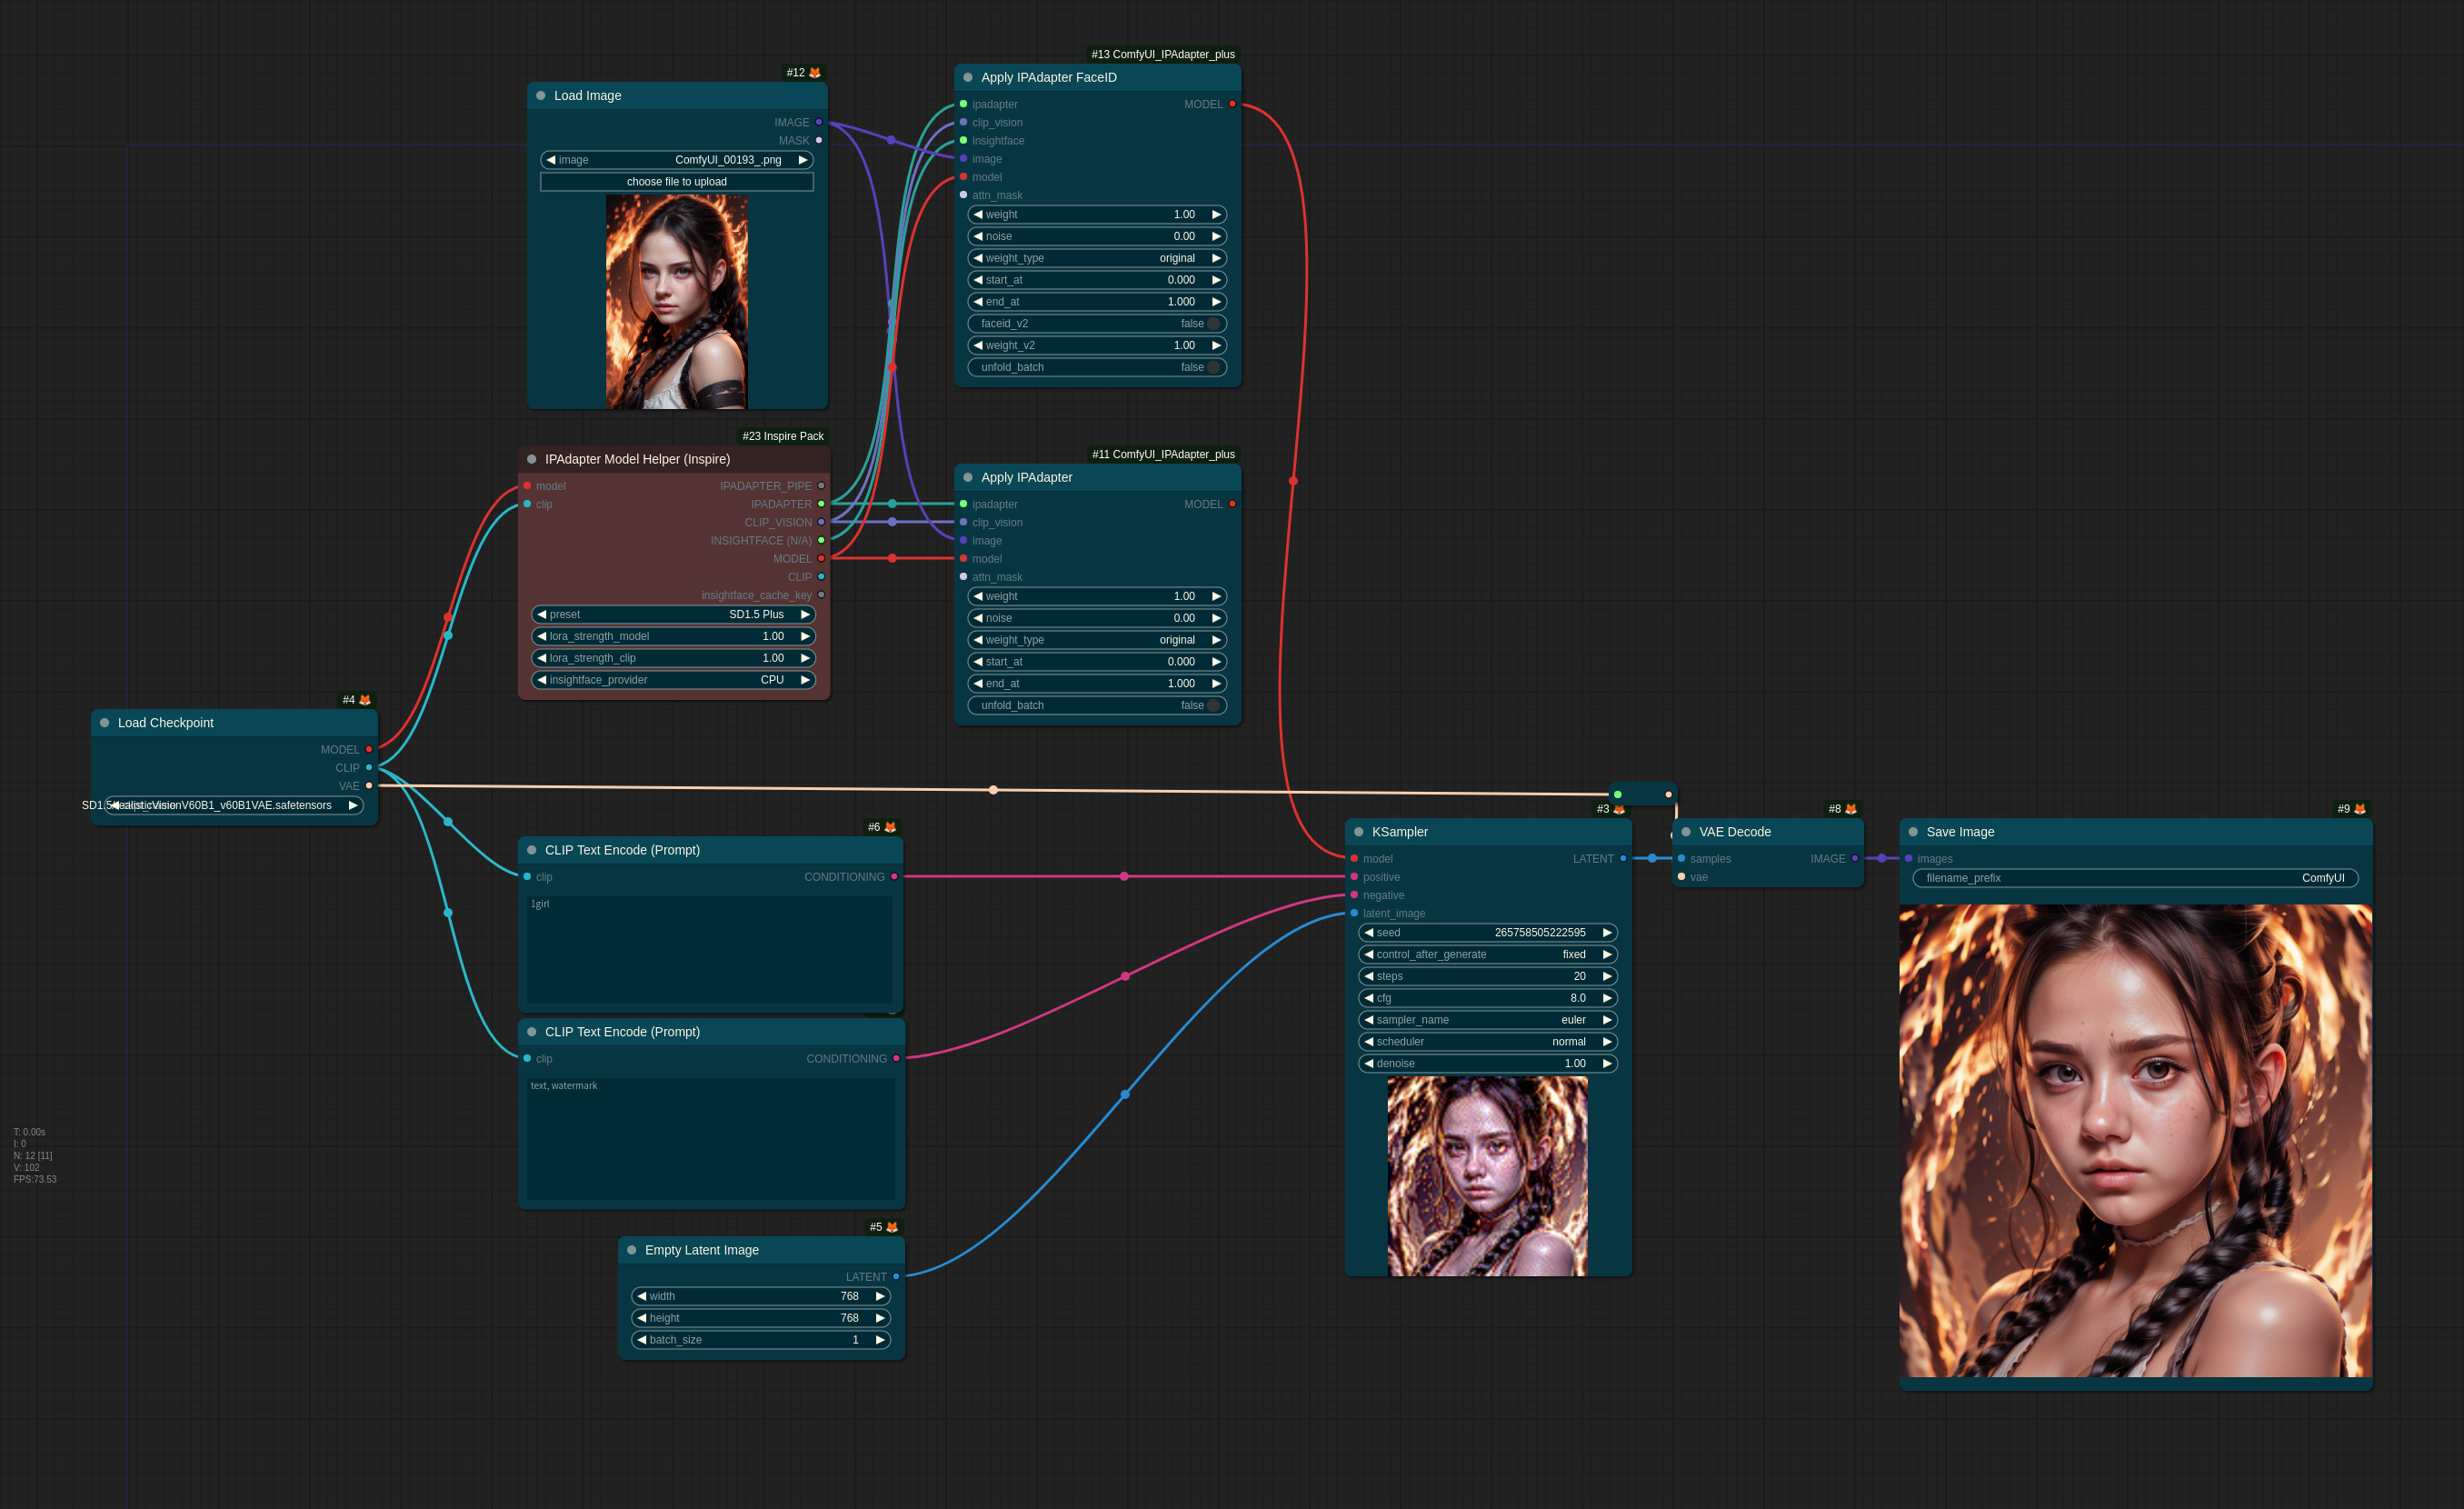 #12
Load Image
IMAGE
MASK
image ComfyUI_00193_.png
choose file to upload
#13 ComfyUI_IPAdapter_plus
Apply IPAdapter FaceID
ipadapter MODEL
clip_vision
insightface
image
model
attn_mask
weight 1.00
noise 0.00
weight_type original
start_at 0.000
end_at 1.000
faceid_v2 false
weight_v2 1.00
unfold_batch false
#23 Inspire Pack
IPAdapter Model Helper (Inspire)
model IPADAPTER_PIPE
clip IPADAPTER
CLIP_VISION
INSIGHTFACE (N/A)
MODEL
CLIP
insightface_cache_key
preset SD1.5 Plus
lora_strength_model 1.00
lora_strength_clip 1.00
insightface_provider CPU
#11 ComfyUI_IPAdapter_plus
Apply IPAdapter
ipadapter MODEL
clip_vision
image
model
attn_mask
weight 1.00
noise 0.00
weight_type original
start_at 0.000
end_at 1.000
unfold_batch false
#4
Load Checkpoint
MODEL
CLIP
VAE
#6
CLIP Text Encode (Prompt)
clip CONDITIONING
1girl
CLIP Text Encode (Prompt)
clip CONDITIONING
text, watermark
#5
Empty Latent Image
LATENT
width 768
height 768
batch_size 1
#3
KSampler
model LATENT
positive
negative
latent_image
seed 265758505222595
control_after_generate fixed
steps 20
cfg 8.0
sampler_name euler
scheduler normal
denoise 1.00
#8
VAE Decode
samples IMAGE
vae
#9
Save Image
images
filename_prefix ComfyUI
T: 0.00s
I: 0
N: 12 [11]
V: 102
FPS:73.53